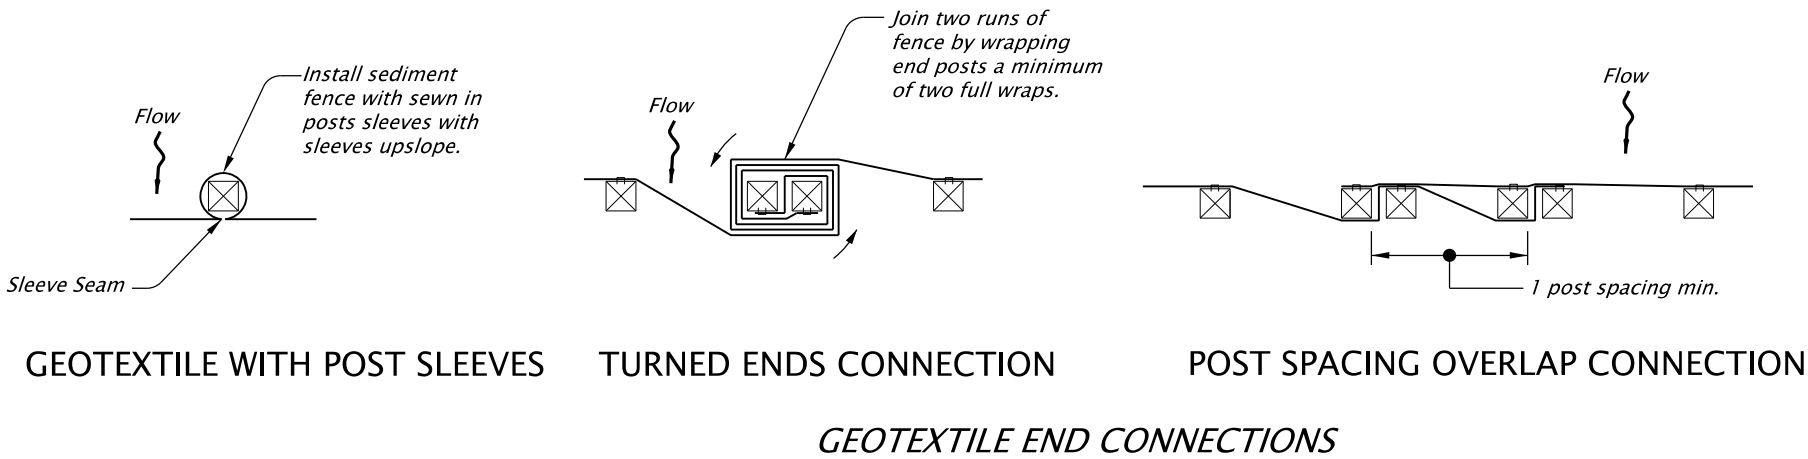 Install sediment
fence with sewn in
posts sleeves with
sleeves upslope.
Flow
Sleeve Seam
GEOTEXTILE WITH POST SLEEVES
Join two runs of
fence by wrapping
end posts a minimum
of two full wraps.
Flow
TURNED ENDS CONNECTION
Flow
1 post spacing min.
POST SPACING OVERLAP CONNECTION
GEOTEXTILE END CONNECTIONS